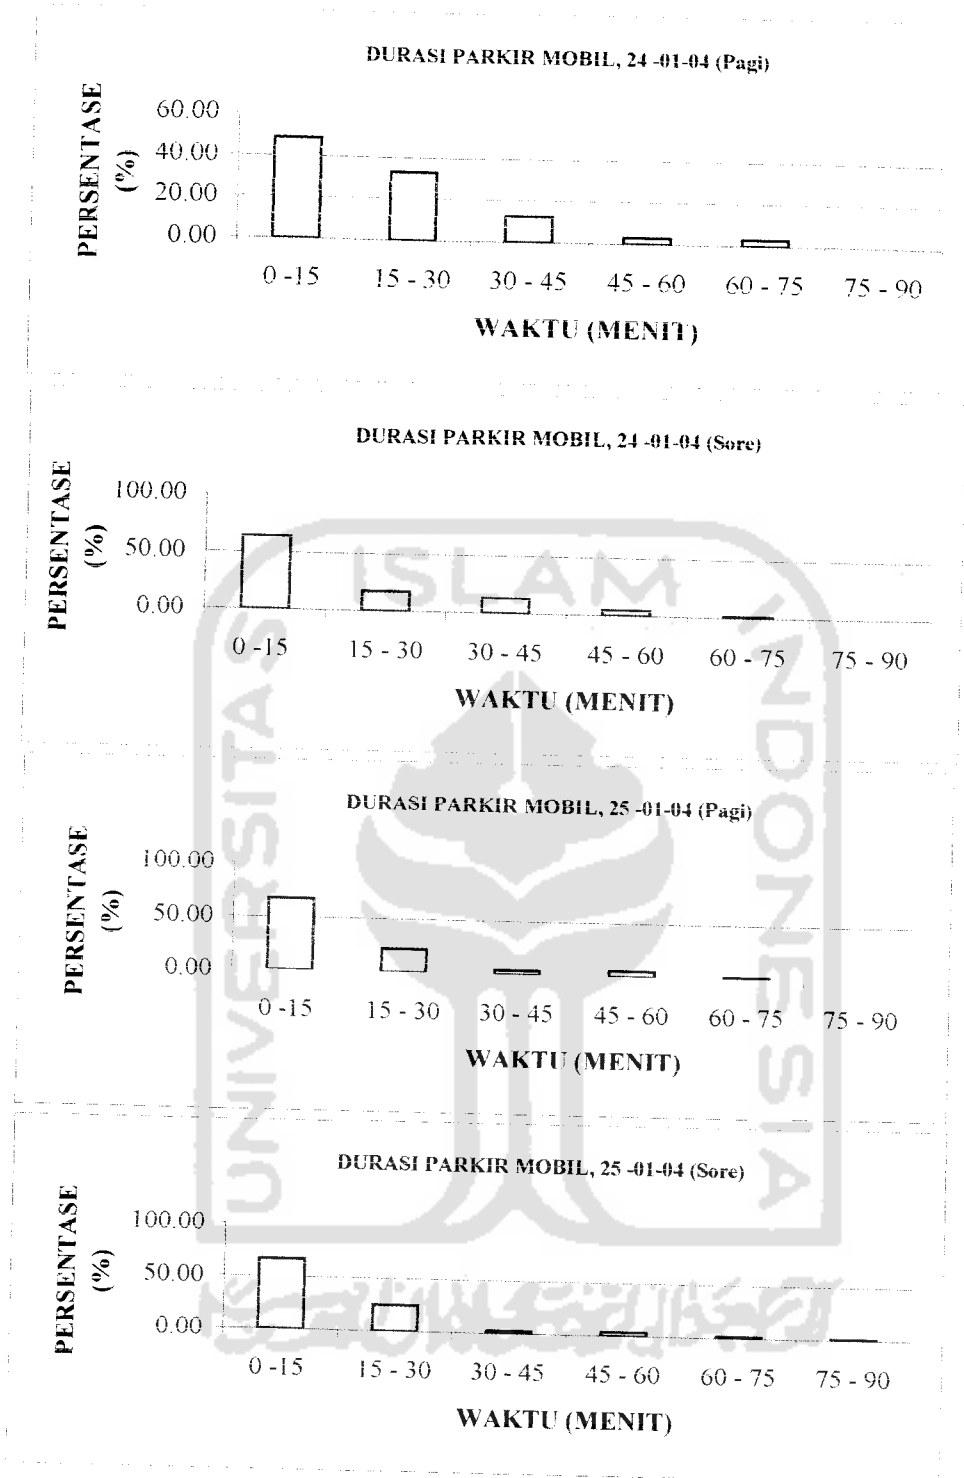 DURASI PARKIR MOBIL, 24 -01-04 (Pagi)
PERSENTASE
(%)
60.00
40.00
20.00
0.00
0 -15 15 - 30 30 - 45 45 - 60 60 - 75 75 - 90
WAKTU (MENIT)
DURASI PARKIR MOBIL, 24 -01-04 (Sore)
PERSENTASE
(%)
100.00
50.00
0.00
0 -15 15 - 30 30 - 45 45 - 60 60 - 75 75 - 90
WAKTU (MENIT)
DURASI PARKIR MOBIL, 25 -01-04 (Pagi)
PERSENTASE
(%)
100.00
50.00
0.00
0 -15 15 - 30 30 - 45 45 - 60 60 - 75 75 - 90
WAKTU (MENIT)
DURASI PARKIR MOBIL, 25 -01-04 (Sore)
PERSENTASE
(%)
100.00
50.00
0.00
0 -15 15 - 30 30 - 45 45 - 60 60 - 75 75 - 90
WAKTU (MENIT)
UNIVERSITAS
ISLAM
INDONESIA